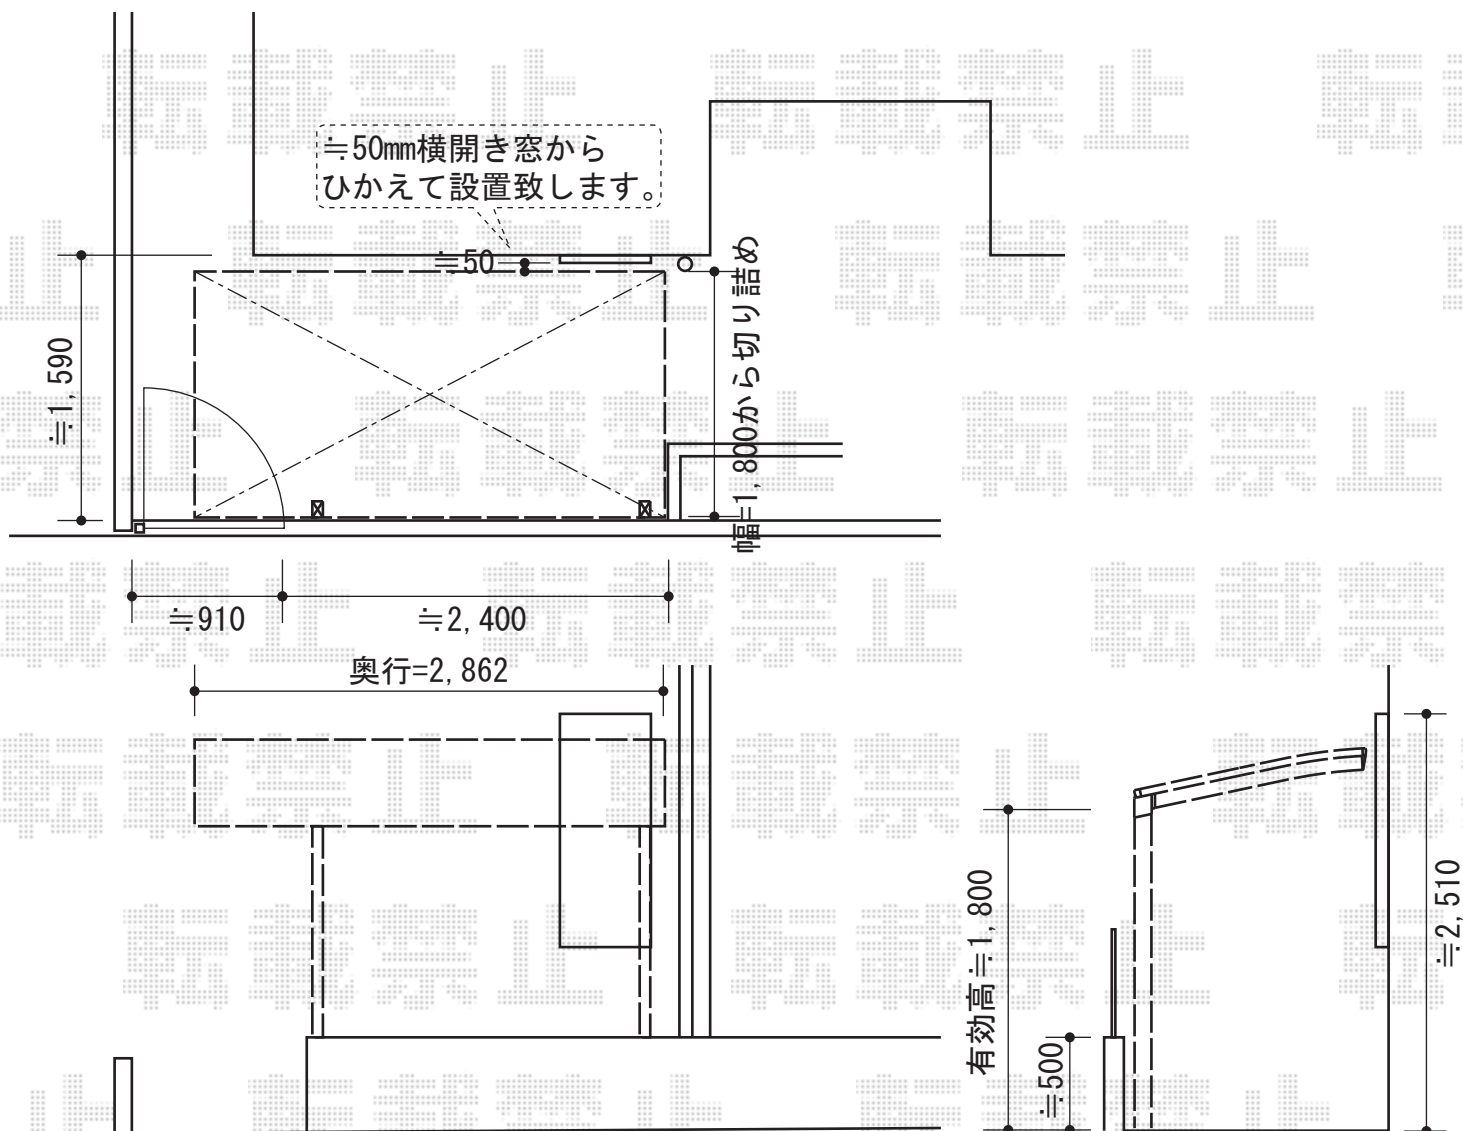 ≒50mm横開き窓から
ひかえて設置致します。
≒50
≒1,590
幅=1,800から切り詰め
≒910
≒2,400
奥行=2,862
有効高≒1,800
≒500
≒2,510
転載禁止